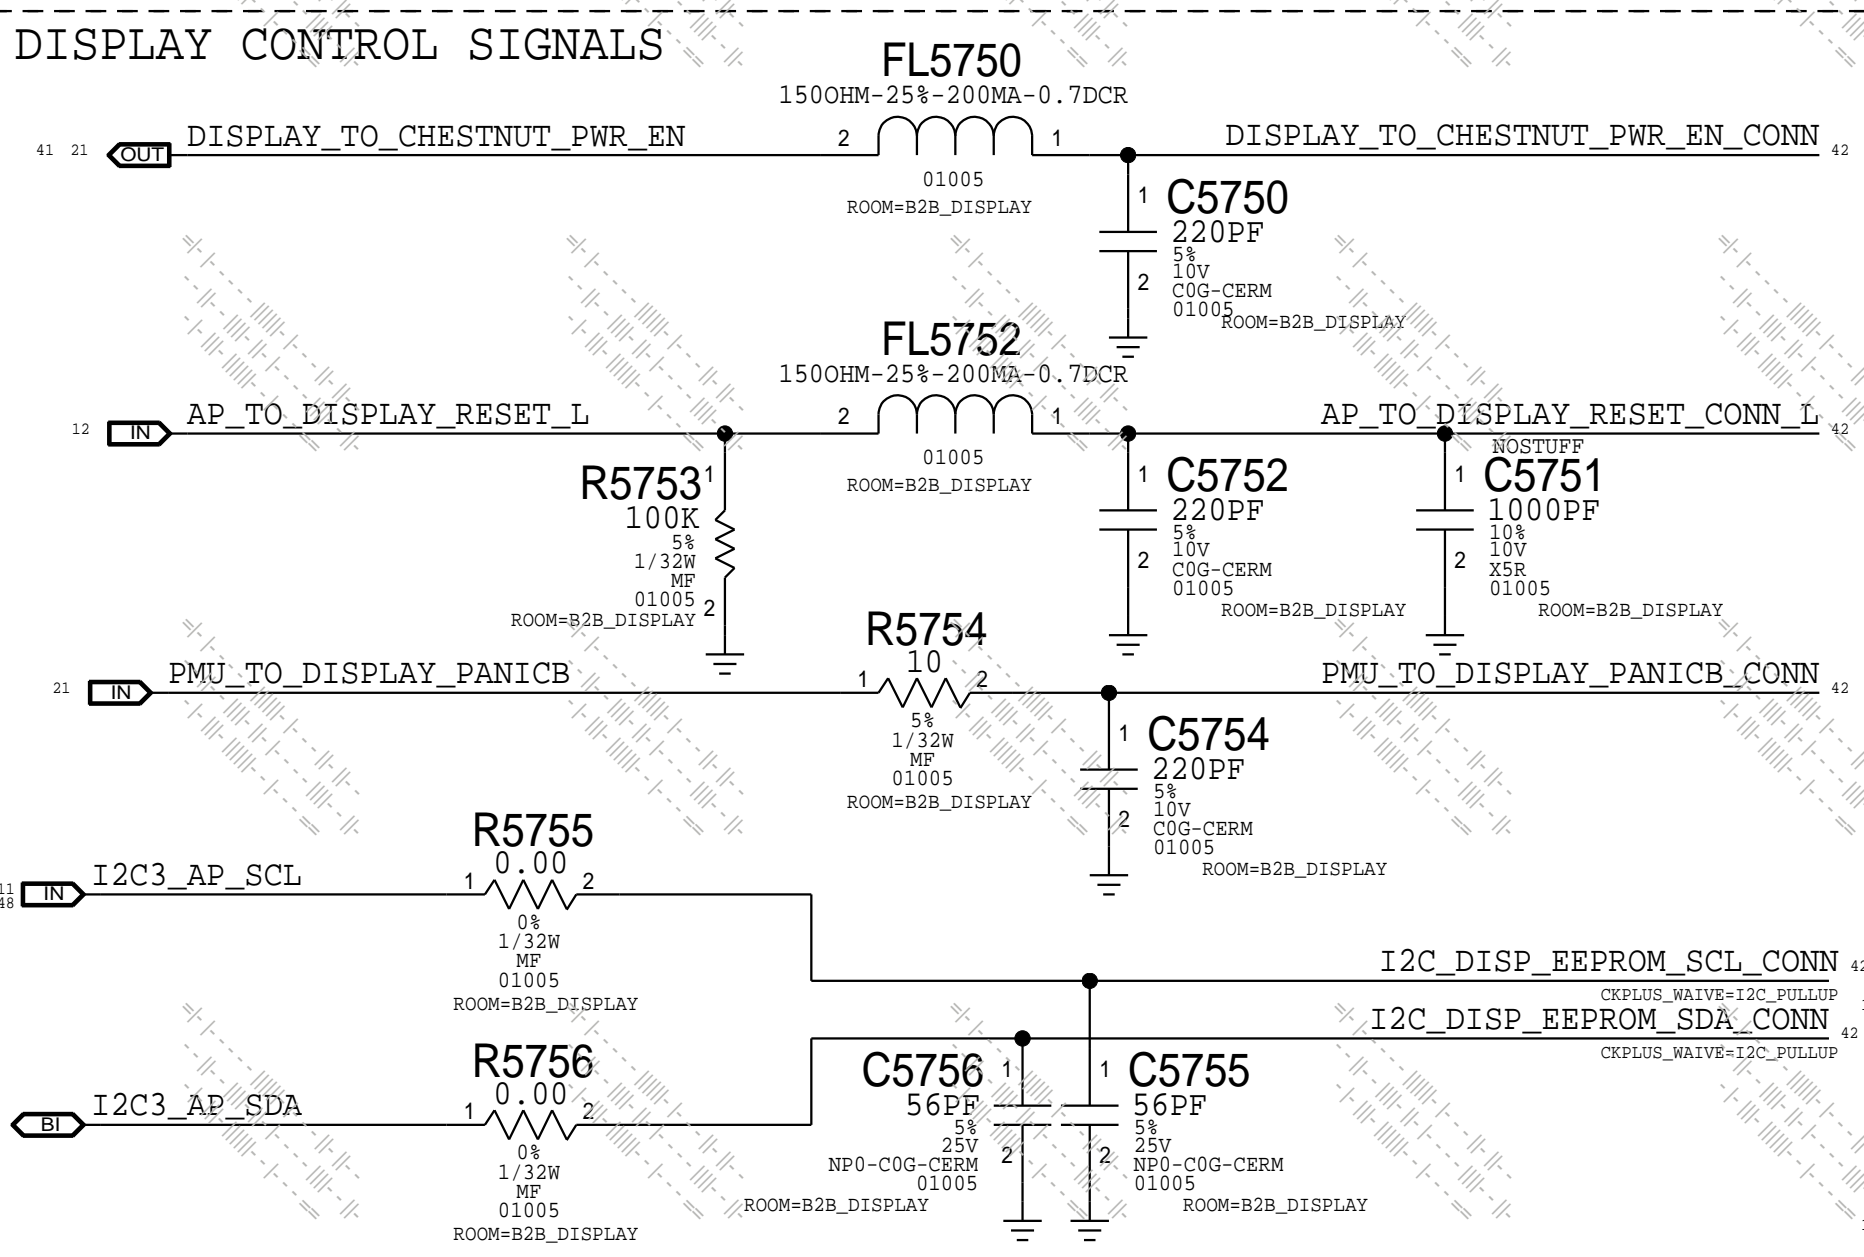 DISPLAY CONTROL SIGNALS
FL5750
150OHM-25%-200MA-0.7DCR
41 21 OUT DISPLAY_TO_CHESTNUT_PWR_EN 2 1 DISPLAY_TO_CHESTNUT_PWR_EN_CONN 42
01005
ROOM=B2B_DISPLAY
1 C5750
220PF
5%
10V
2 C0G-CERM
01005
ROOM=B2B_DISPLAY
FL5752
150OHM-25%-200MA-0.7DCR
12 IN AP_TO_DISPLAY_RESET_L 2 1 AP_TO_DISPLAY_RESET_CONN_L 42
01005
ROOM=B2B_DISPLAY
R5753 1
100K
5%
1/32W
MF
01005 2
ROOM=B2B_DISPLAY
1 C5752
220PF
5%
10V
2 C0G-CERM
01005
ROOM=B2B_DISPLAY
NOSTUFF
1 C5751
1000PF
10%
10V
2 X5R
01005
ROOM=B2B_DISPLAY
R5754
10
21 IN PMU_TO_DISPLAY_PANICB 1 2 PMU_TO_DISPLAY_PANICB_CONN 42
5%
1/32W
MF
01005
ROOM=B2B_DISPLAY
1 C5754
220PF
5%
10V
2 C0G-CERM
01005
ROOM=B2B_DISPLAY
R5755
0.00
11
48 IN I2C3_AP_SCL 1 2
0%
1/32W
MF
01005
ROOM=B2B_DISPLAY
I2C_DISP_EEPROM_SCL_CONN 42
CKPLUS_WAIVE=I2C_PULLUP
I2C_DISP_EEPROM_SDA_CONN 42
CKPLUS_WAIVE=I2C_PULLUP
R5756
0.00
BI I2C3_AP_SDA 1 2
0%
1/32W
MF
01005
ROOM=B2B_DISPLAY
C5756 1
56PF
5%
25V
NP0-C0G-CERM 2
01005
ROOM=B2B_DISPLAY
1 C5755
56PF
5%
25V
2 NP0-C0G-CERM
01005
ROOM=B2B_DISPLAY